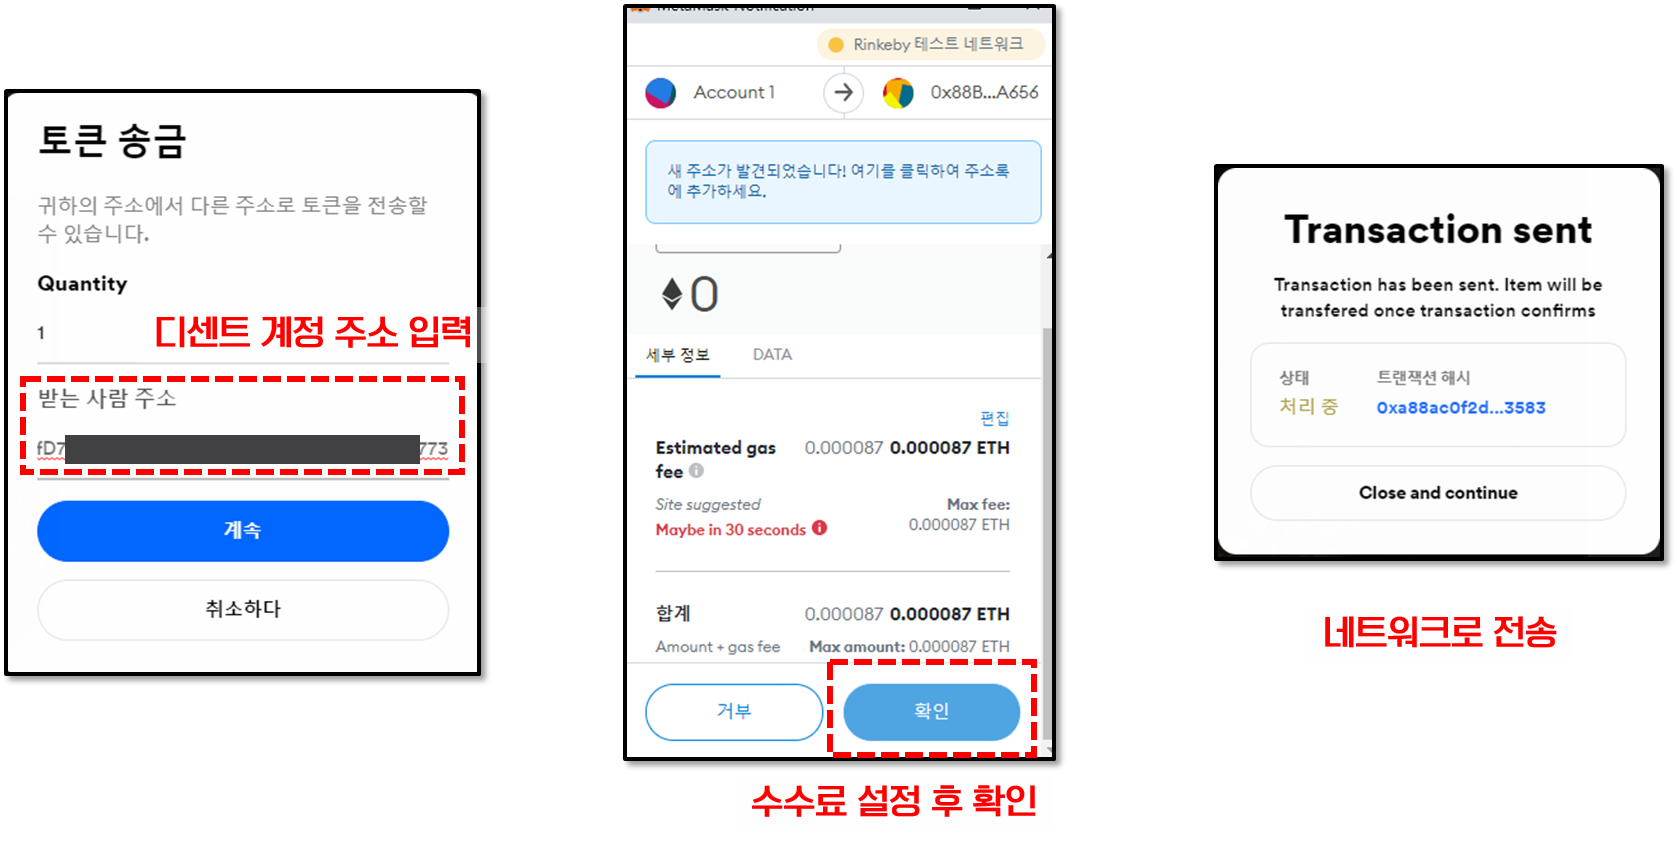 토큰 송금
귀하의 주소에서 다른 주소로 토큰을 전송할
수 있습니다.
Quantity
1
디센트 계정 주소 입력
받는 사람 주소
fD7
773
계속
취소하다
MetaMask Notification
Rinkeby 테스트 네트워크
Account 1
0x88B...A656
새 주소가 발견되었습니다! 여기를 클릭하여 주소록
에 추가하세요.
0
세부 정보 DATA
편집
Estimated gas 0.000087 0.000087 ETH
fee
Site suggested Max fee:
Maybe in 30 seconds 0.000087 ETH
합계 0.000087 0.000087 ETH
Amount + gas fee Max amount: 0.000087 ETH
거부 확인
수수료 설정 후 확인
Transaction sent
Transaction has been sent. Item will be
transfered once transaction confirms
상태 트랜잭션 해시
처리 중 0xa88ac0f2d...3583
Close and continue
네트워크로 전송